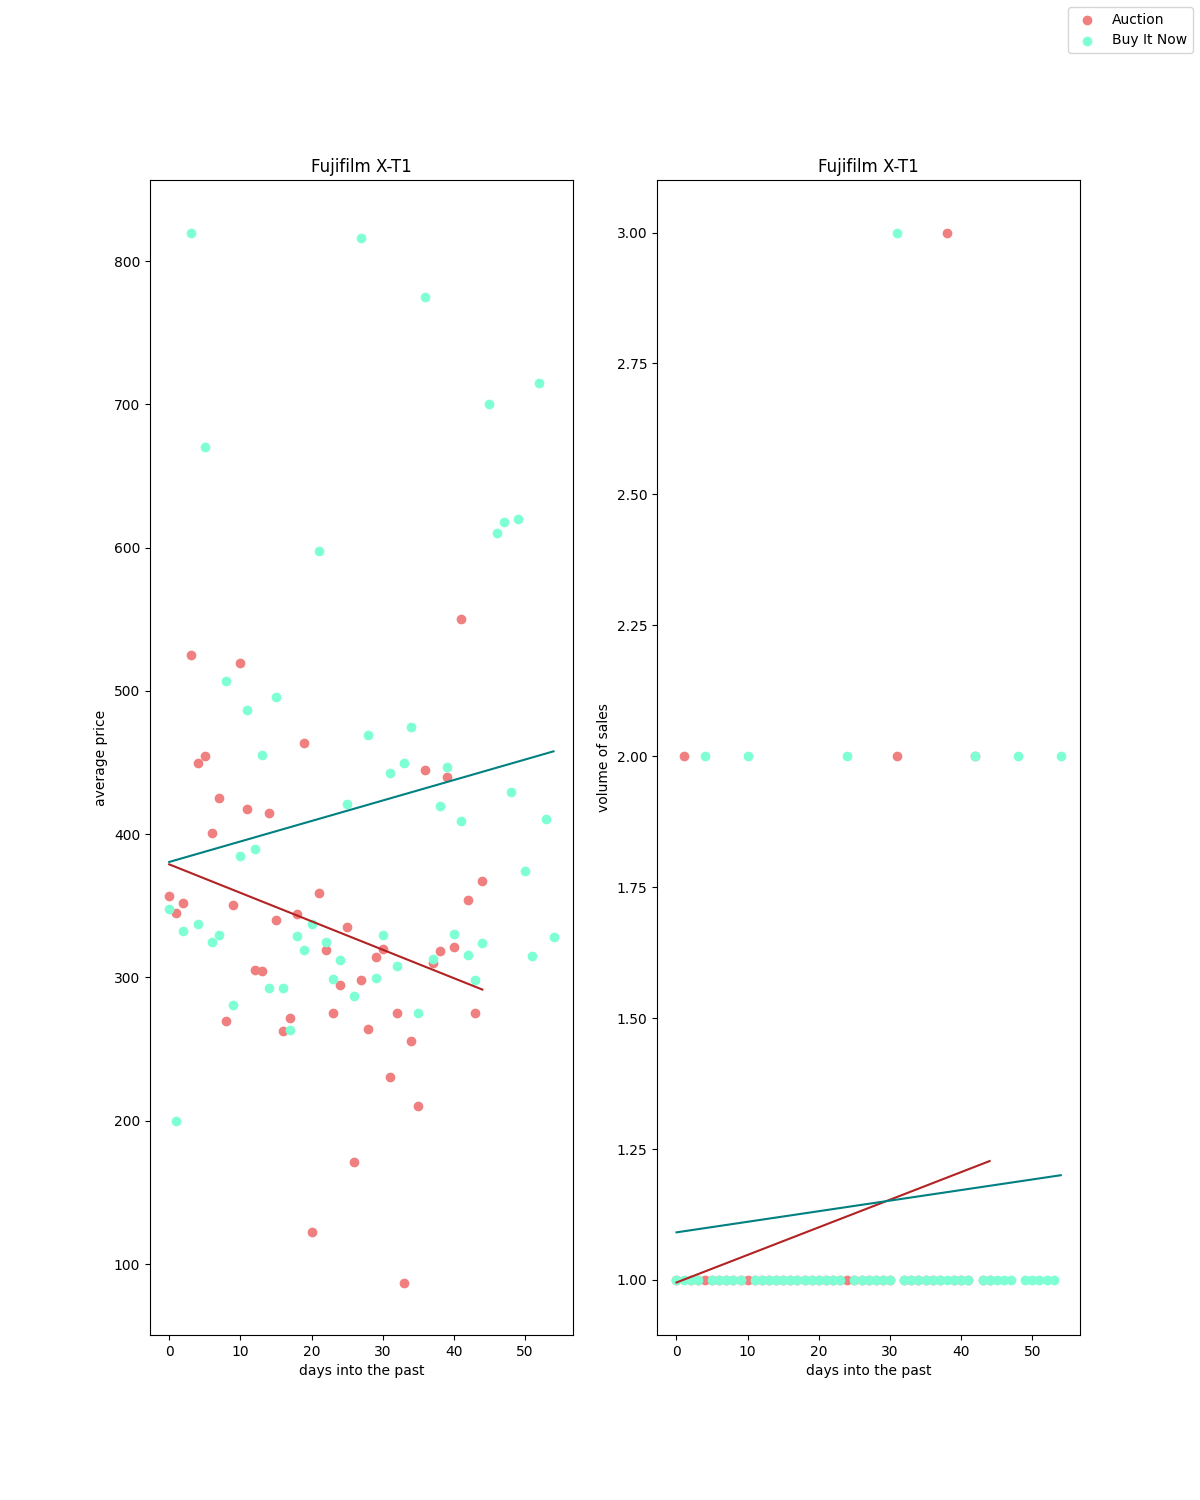 Auction
Buy It Now
Fujifilm X-T1
average price
800
700
600
500
400
300
200
100
0 10 20 30 40 50
days into the past
Fujifilm X-T1
volume of sales
3.00
2.75
2.50
2.25
2.00
1.75
1.50
1.25
1.00
0 10 20 30 40 50
days into the past